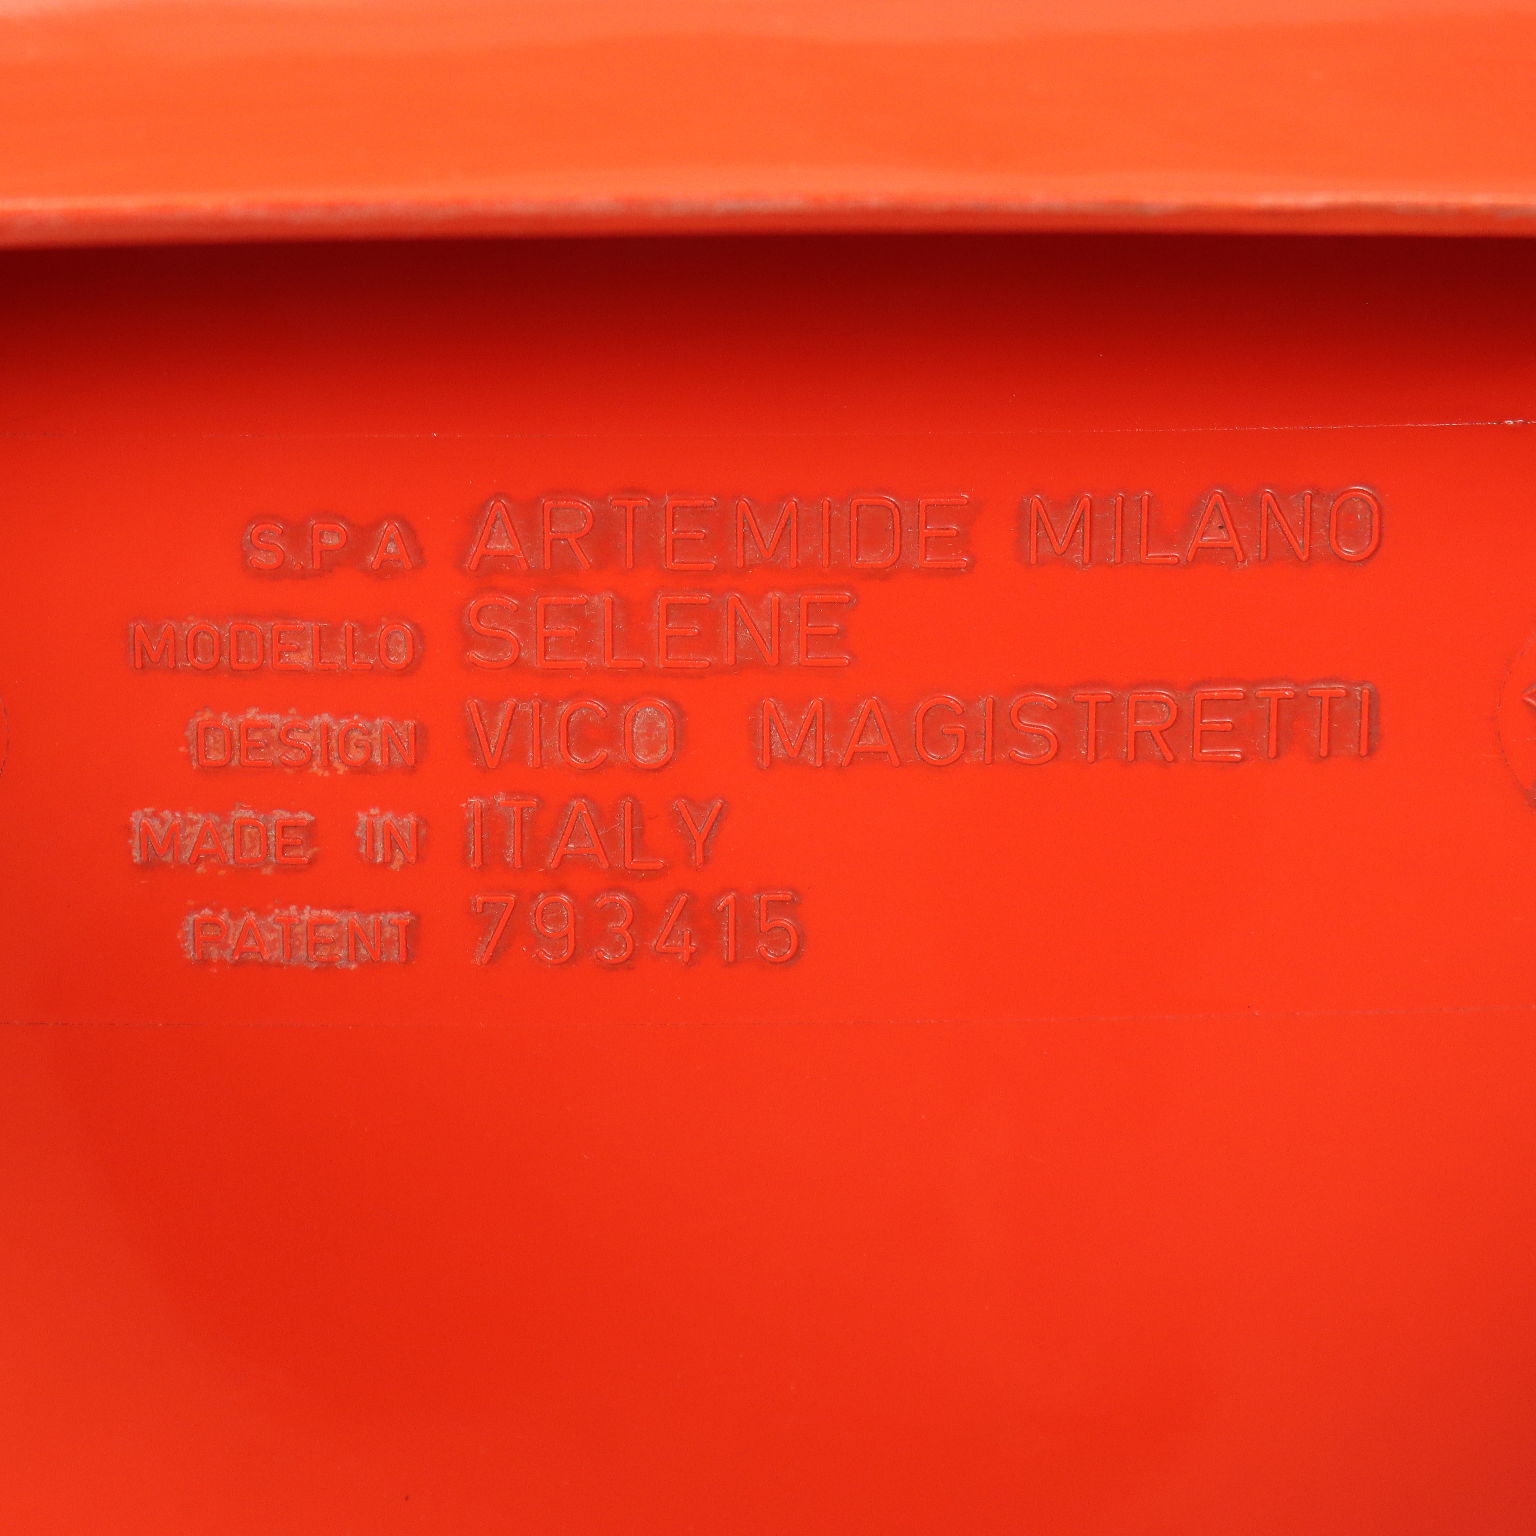 S.P A ARTEMIDE MILANO
MODELLO SELENE
DESIGN VICO MAGISTRETTI
MADE IN ITALY
PATENT 793415